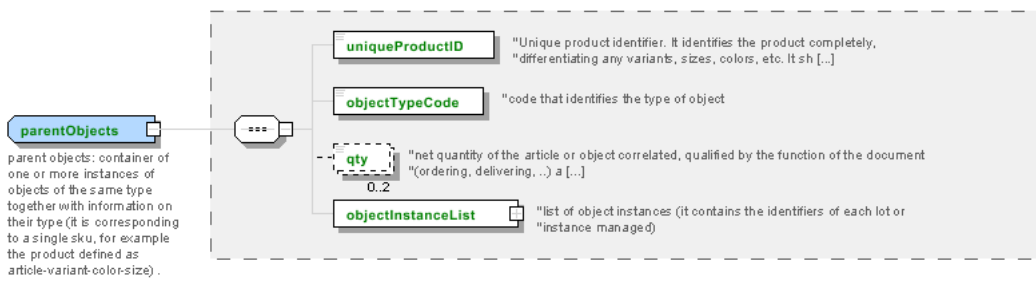 uniqueProductID
"Unique product identifier. It identifies the product completely,
"differentiating any variants, sizes, colors, etc. It sh [...]
objectTypeCode
"code that identifies the type of object
parentObjects
parent objects: container of
one or more instances of
objects of the same type
together with information on
their type (it is corresponding
to a single sku, for example
the product defined as
article-variant-color-size) .
qty
"net quantity of the article or object correlated, qualified by the function of the document
"(ordering, delivering, ..) a [...]
0..2
objectInstanceList
"list of object instances (it contains the identifiers of each lot or
"instance managed)